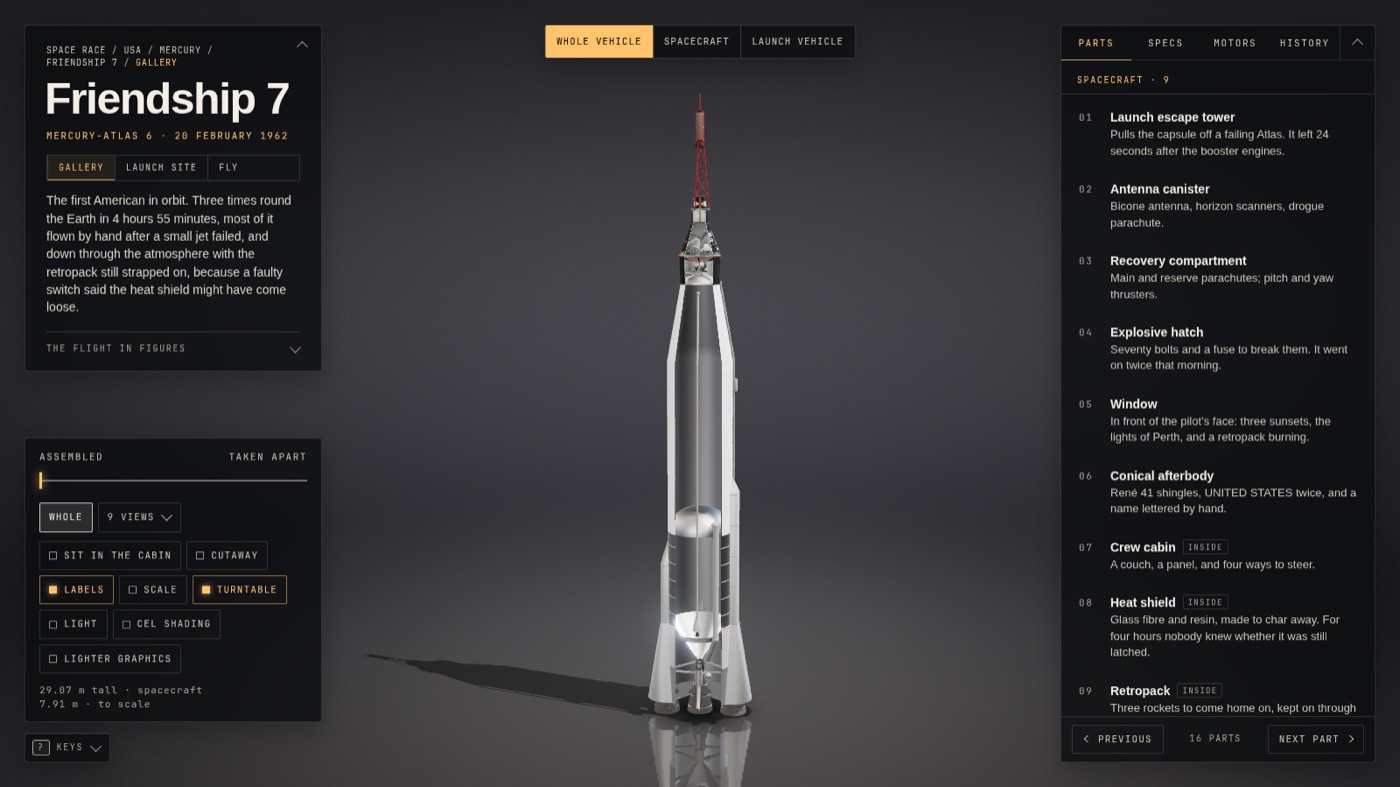 SPACE RACE / USA / MERCURY /
FRIENDSHIP 7 / GALLERY
Friendship 7
MERCURY-ATLAS 6 · 20 FEBRUARY 1962
GALLERY
LAUNCH SITE
FLY
The first American in orbit. Three times round
the Earth in 4 hours 55 minutes, most of it
flown by hand after a small jet failed, and
down through the atmosphere with the
retropack still strapped on, because a faulty
switch said the heat shield might have come
loose.
THE FLIGHT IN FIGURES
ASSEMBLED
TAKEN APART
WHOLE
9 VIEWS
SIT IN THE CABIN
CUTAWAY
LABELS
SCALE
TURNTABLE
LIGHT
CEL SHADING
LIGHTER GRAPHICS
29.07 m tall · spacecraft
7.91 m · to scale
? KEYS
WHOLE VEHICLE
SPACECRAFT
LAUNCH VEHICLE
PARTS
SPECS
MOTORS
HISTORY
SPACECRAFT · 9
01 Launch escape tower
Pulls the capsule off a failing Atlas. It left 24
seconds after the booster engines.
02 Antenna canister
Bicone antenna, horizon scanners, drogue
parachute.
03 Recovery compartment
Main and reserve parachutes; pitch and yaw
thrusters.
04 Explosive hatch
Seventy bolts and a fuse to break them. It went
on twice that morning.
05 Window
In front of the pilot's face: three sunsets, the
lights of Perth, and a retropack burning.
06 Conical afterbody
René 41 shingles, UNITED STATES twice, and a
name lettered by hand.
07 Crew cabin INSIDE
A couch, a panel, and four ways to steer.
08 Heat shield INSIDE
Glass fibre and resin, made to char away. For
four hours nobody knew whether it was still
latched.
09 Retropack INSIDE
Three rockets to come home on, kept on through
PREVIOUS
16 PARTS
NEXT PART